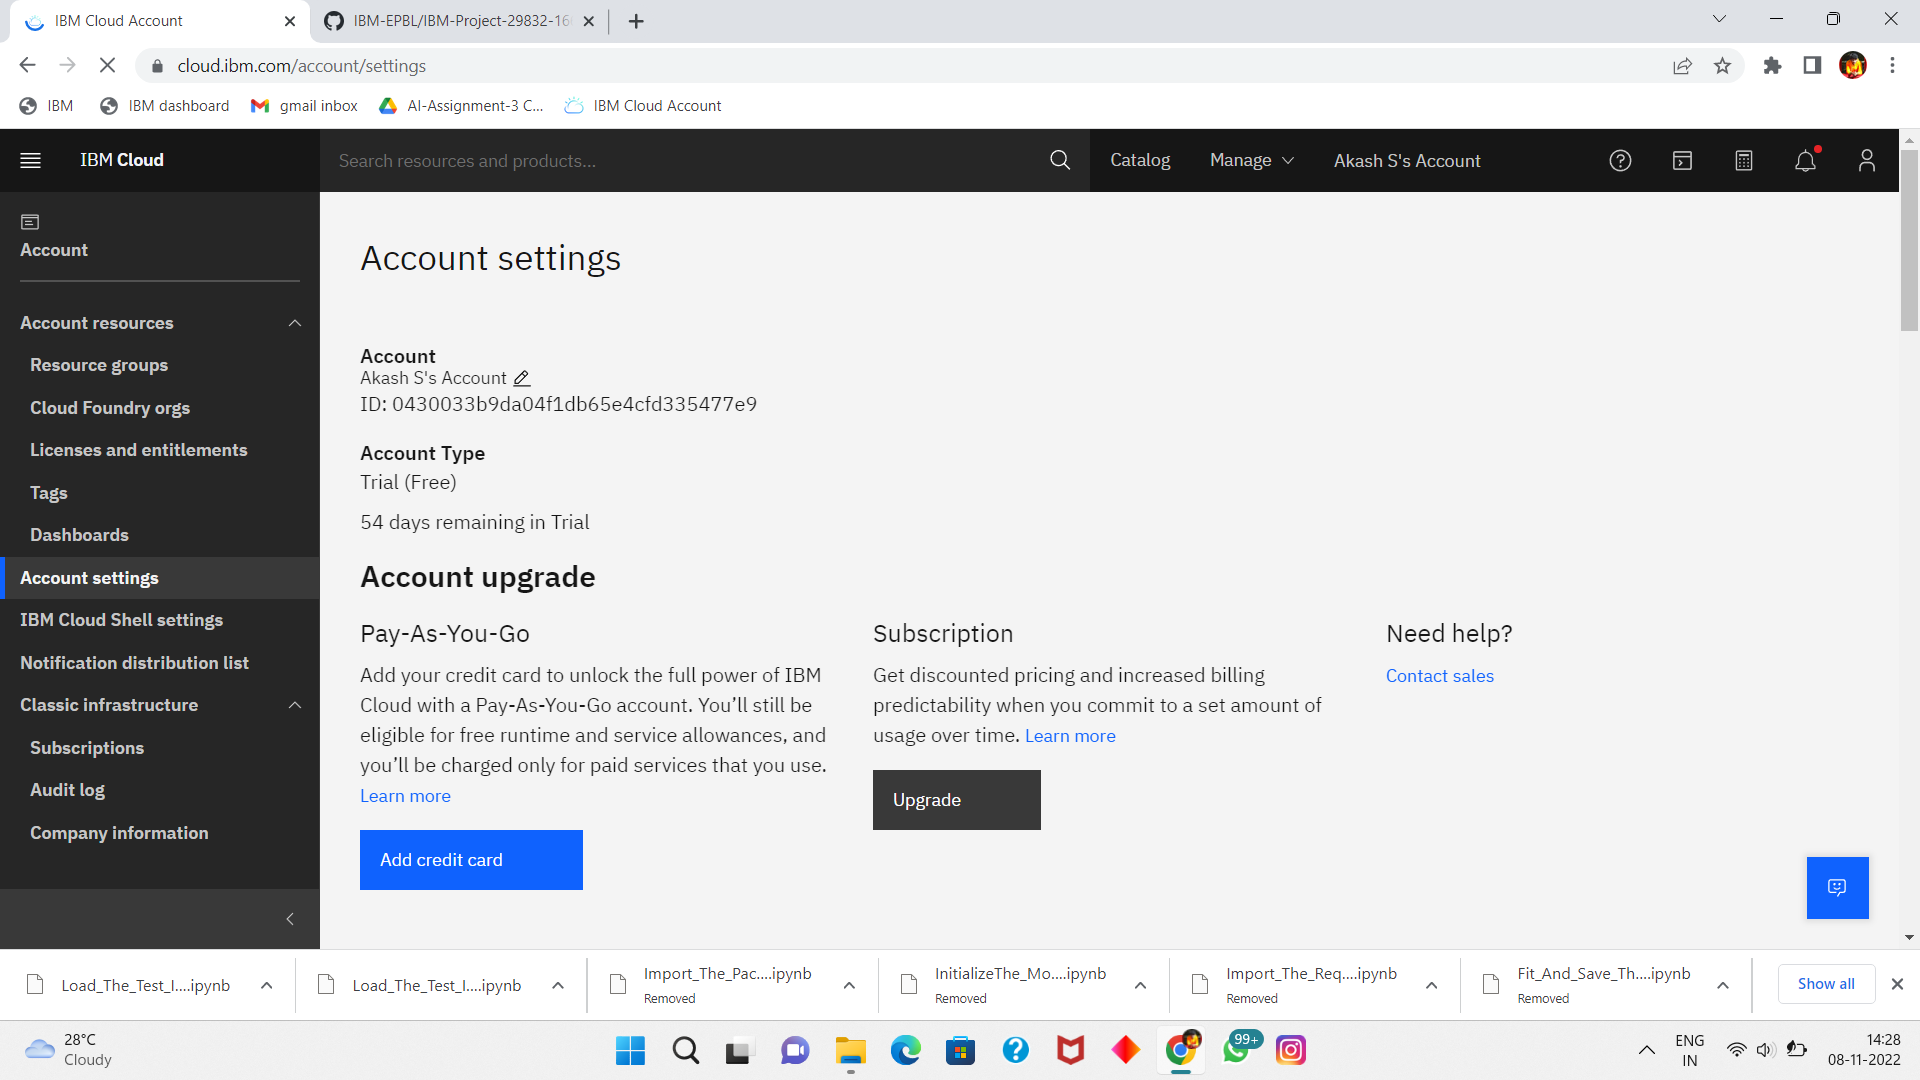 IBM Cloud Account
IBM-EPBL/IBM-Project-29832-16
cloud.ibm.com/account/settings
IBM
IBM dashboard
gmail inbox
AI-Assignment-3 C...
IBM Cloud Account
IBM Cloud
Search resources and products...
Catalog
Manage
Akash S's Account
Account
Account resources
Resource groups
Cloud Foundry orgs
Licenses and entitlements
Tags
Dashboards
Account settings
IBM Cloud Shell settings
Notification distribution list
Classic infrastructure
Subscriptions
Audit log
Company information
Account settings
Account
Akash S's Account
ID: 0430033b9da04f1db65e4cfd335477e9
Account Type
Trial (Free)
54 days remaining in Trial
Account upgrade
Pay-As-You-Go
Add your credit card to unlock the full power of IBM
Cloud with a Pay-As-You-Go account. You’ll still be
eligible for free runtime and service allowances, and
you’ll be charged only for paid services that you use.
Learn more
Add credit card
Subscription
Get discounted pricing and increased billing
predictability when you commit to a set amount of
usage over time. Learn more
Upgrade
Need help?
Contact sales
Load_The_Test_I....ipynb
Load_The_Test_I....ipynb
Import_The_Pac....ipynb
Removed
InitializeThe_Mo....ipynb
Removed
Import_The_Req....ipynb
Removed
Fit_And_Save_Th....ipynb
Removed
Show all
28°C
Cloudy
99+
ENG
IN
14:28
08-11-2022